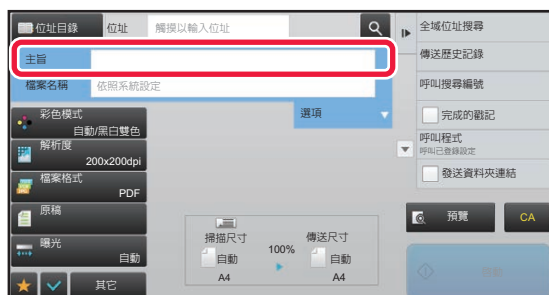 位址目錄
位址
觸摸以輸入位址
主旨
檔案名稱
依照系統設定
選項
彩色模式
自動/黑白雙色
解析度
200x200dpi
檔案格式
PDF
原稿
曝光
自動
其它
掃描尺寸
自動
A4
100%
傳送尺寸
自動
A4
全域位址搜尋
傳送歷史記錄
呼叫搜尋編號
完成的戳記
呼叫程式
呼叫已登錄設定
發送資料夾連結
預覽
CA